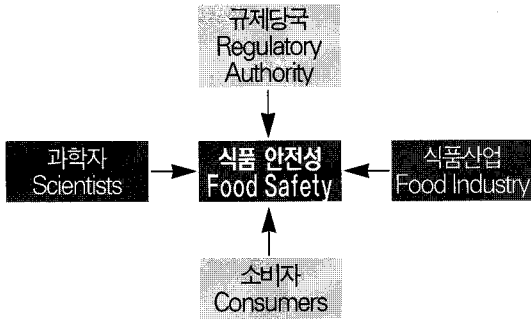 규제당국
Regulatory
Authority
과학자
Scientists
식품 안전성
Food Safety
식품산업
Food Industry
소비자
Consumers